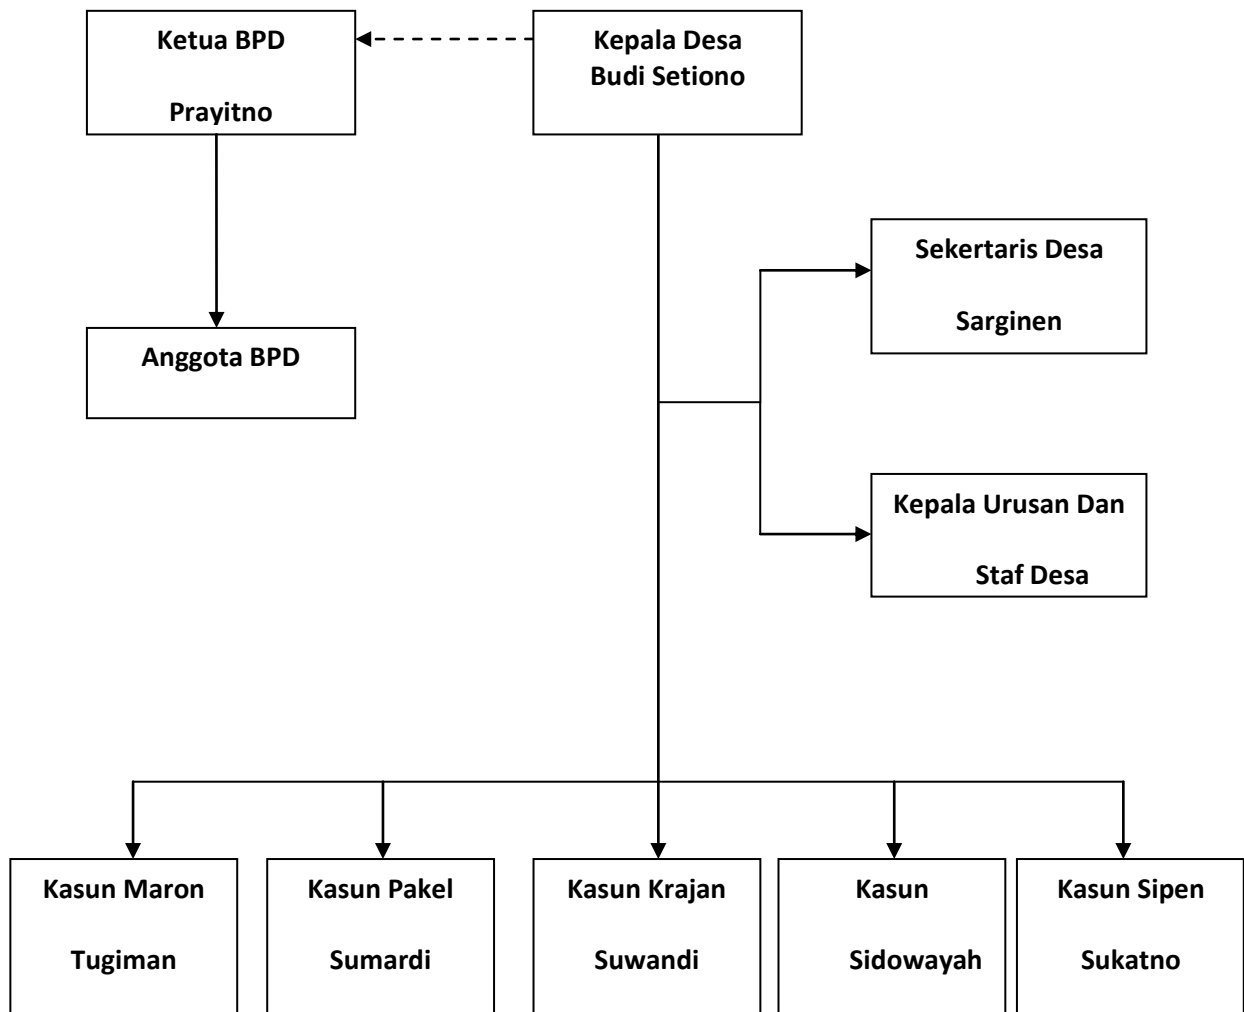 Ketua BPD
Prayitno
Kepala Desa
Budi Setiono
Sekertaris Desa
Sarginen
Anggota BPD
Kepala Urusan Dan
Staf Desa
Kasun Maron
Tugiman
Kasun Pakel
Sumardi
Kasun Krajan
Suwandi
Kasun
Sidowayah
Kasun Sipen
Sukatno